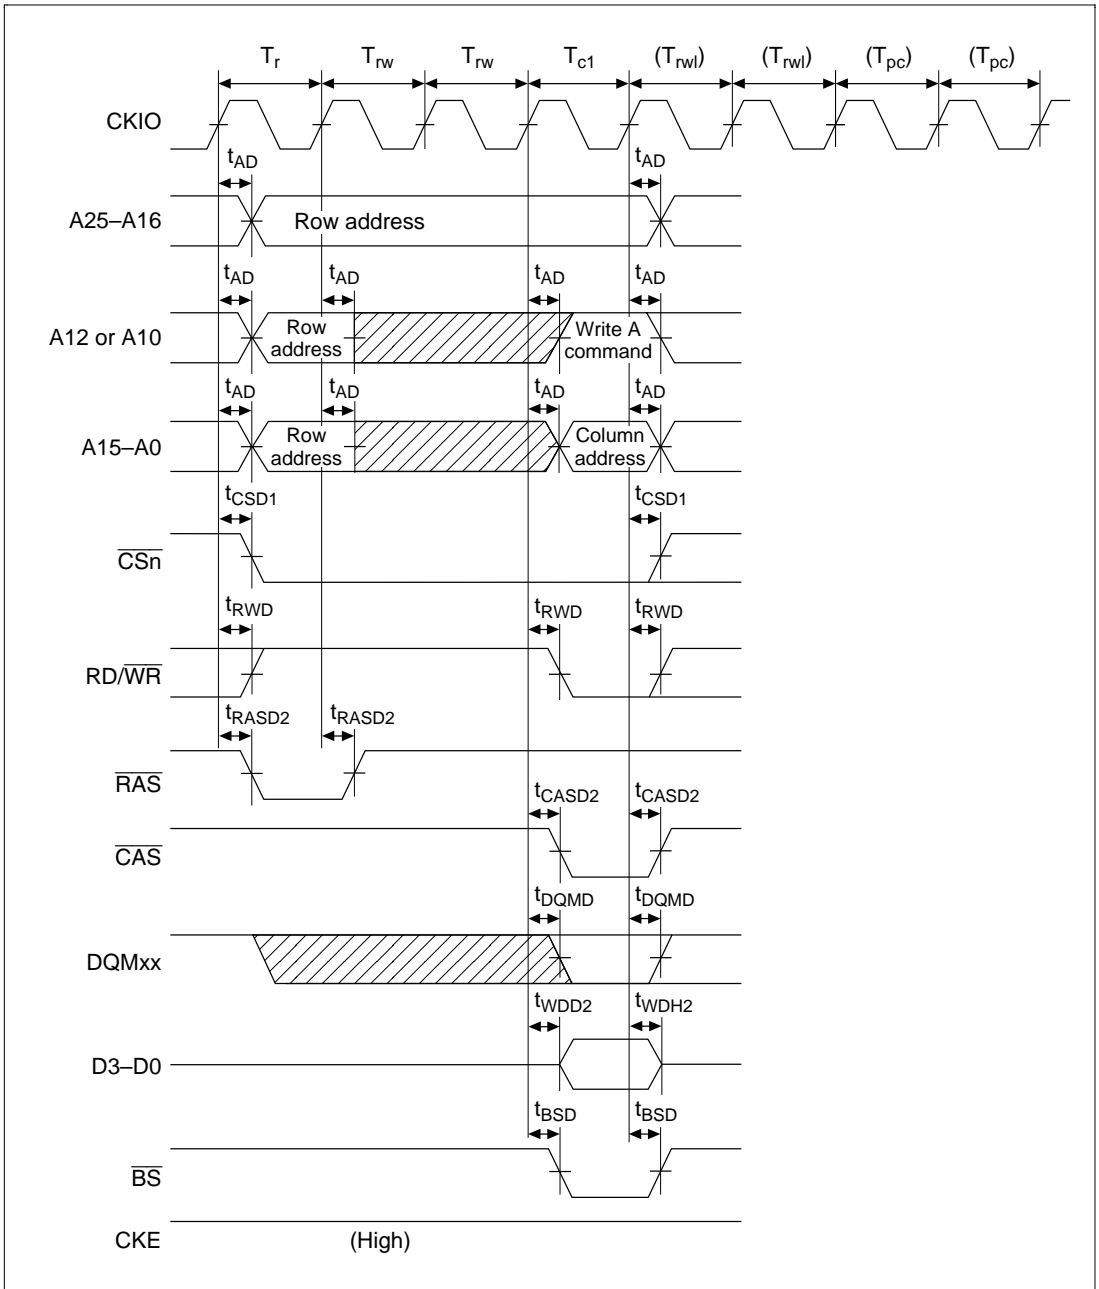 Tr Trw Trw Tc1 (Trwl) (Trwl) (Tpc) (Tpc)
CKIO
tAD tAD
A25–A16 Row address
tAD tAD tAD tAD
A12 or A10 Row address Write A command
tAD tAD tAD tAD
A15–A0 Row address Column address
tCSD1 tCSD1
CSn
tRWD tRWD tRWD
RD/WR
tRASD2 tRASD2
RAS
tCASD2 tCASD2
CAS
tDQMD tDQMD
DQMxx
tWDD2 tWDH2
D3–D0
tBSD tBSD
BS
CKE (High)